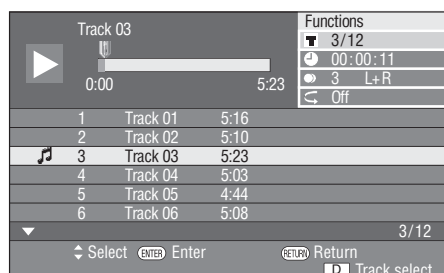 Track 03
0:00 5:23
Functions
T 3/12
00:00:11
3 L+R
Off
1 Track 01 5:16
2 Track 02 5:10
3 Track 03 5:23
4 Track 04 5:03
5 Track 05 4:44
6 Track 06 5:08
3/12
Select ENTER Enter RETURN Return
D Track select